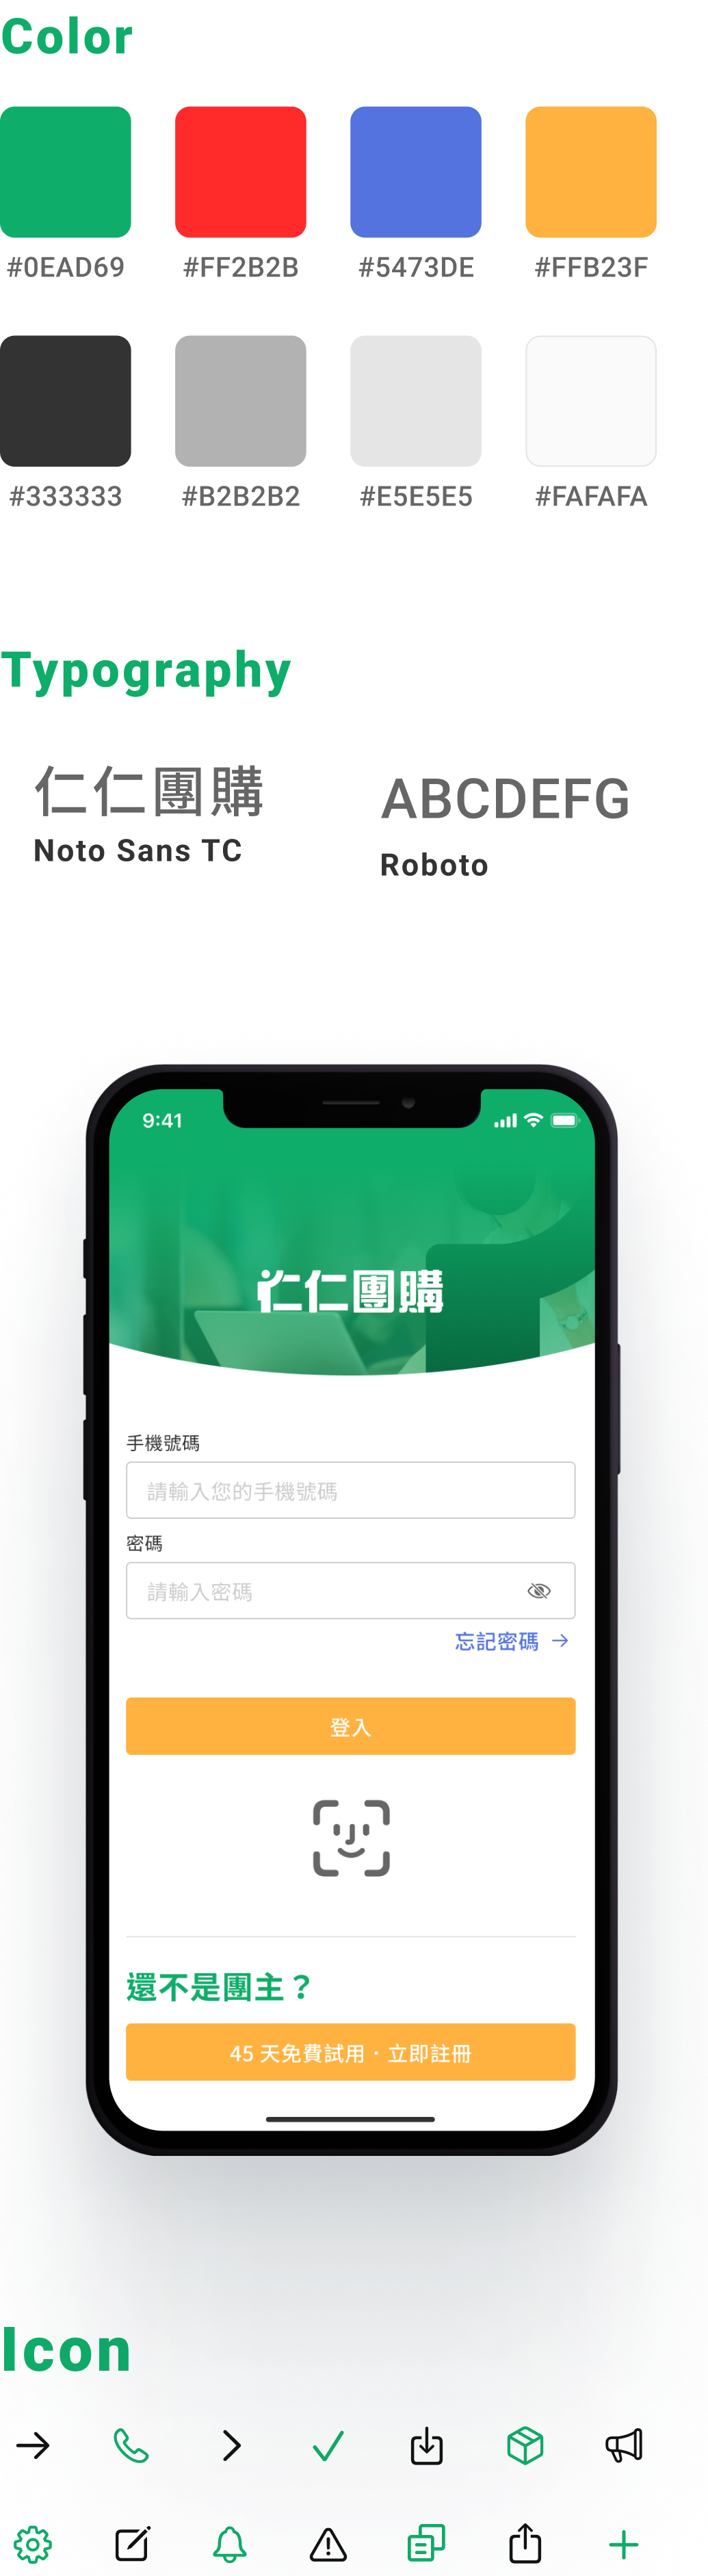 Color
#0EAD69 #FF2B2B #5473DE #FFB23F
#333333 #B2B2B2 #E5E5E5 #FAFAFA
Typography
仁仁團購
Noto Sans TC
ABCDEFG
Roboto
9:41
仁仁團購
手機號碼
請輸入您的手機號碼
密碼
請輸入密碼
忘記密碼 →
登入
還不是團主？
45 天免費試用・立即註冊
Icon